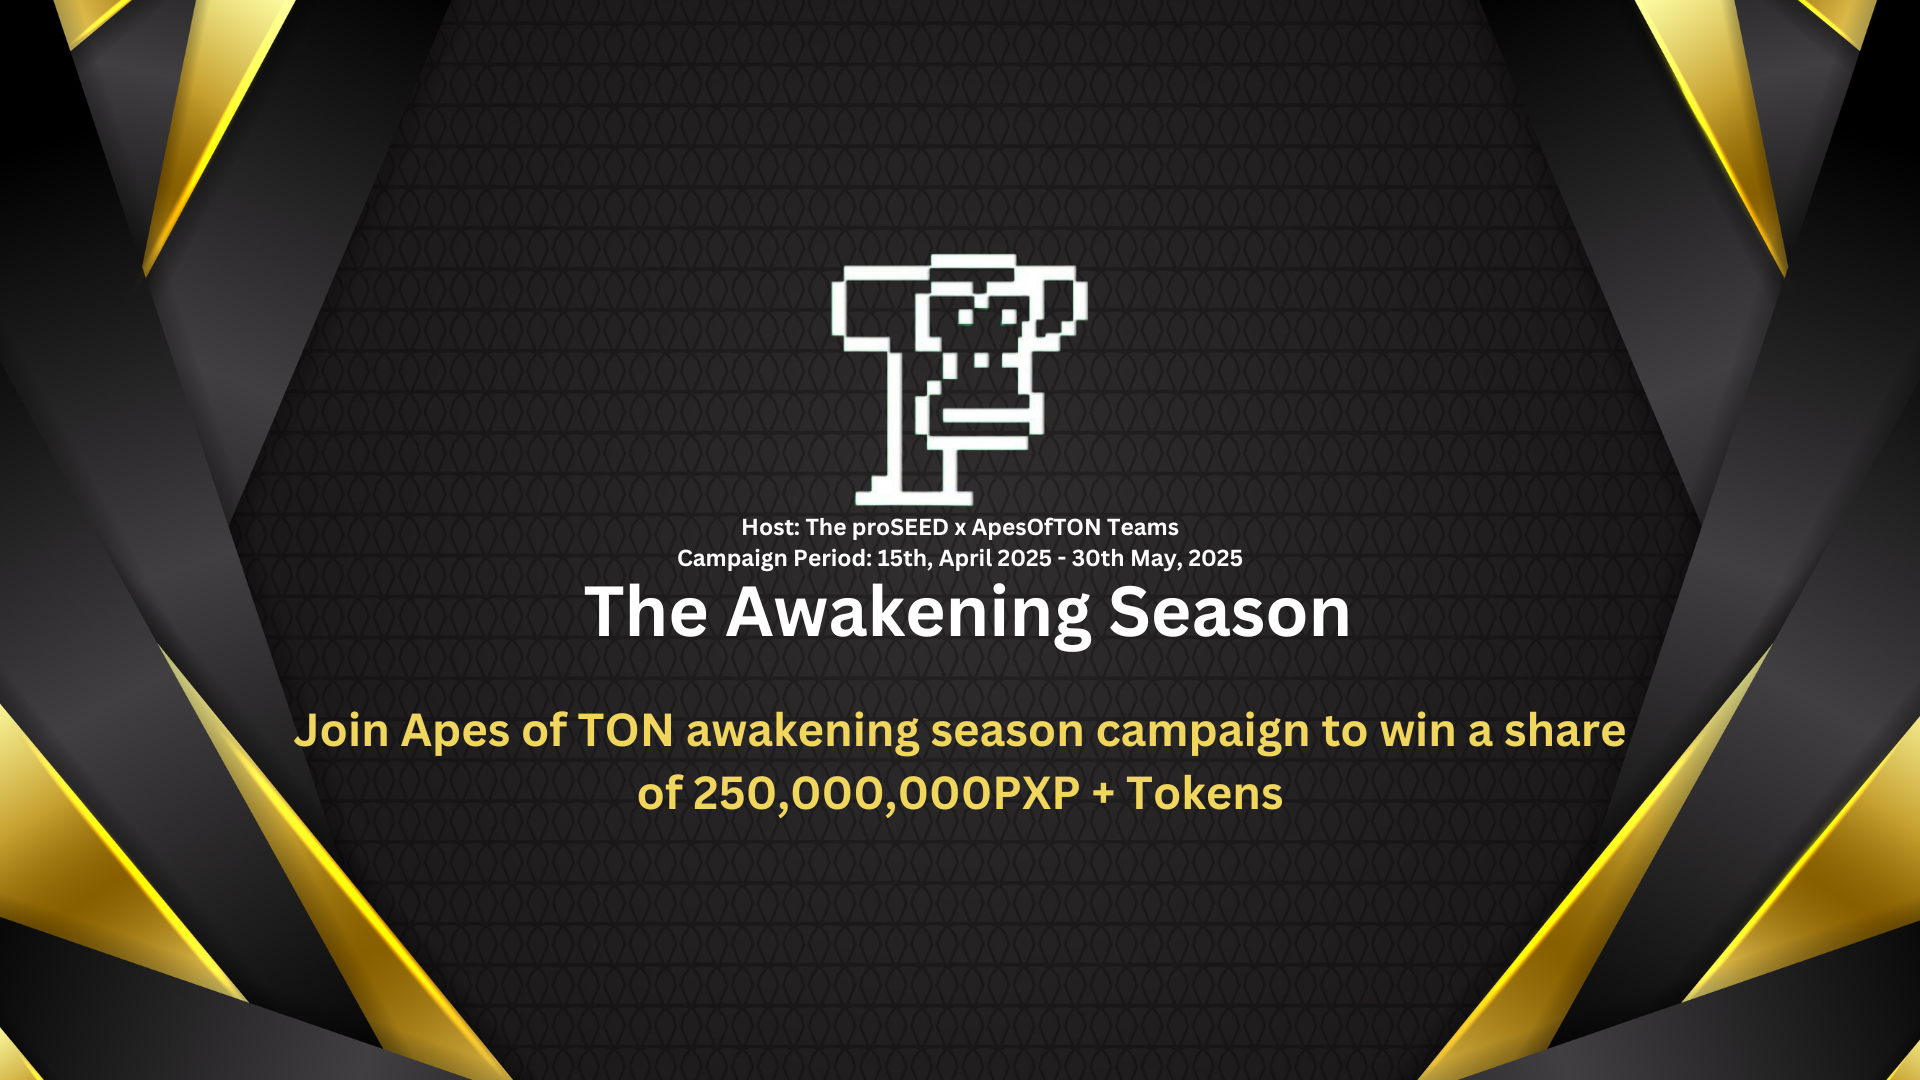 Host: The proSEED x ApesOfTON Teams
Campaign Period: 15th, April 2025 - 30th May, 2025
The Awakening Season
Join Apes of TON awakening season campaign to win a share
of 250,000,000PXP + Tokens